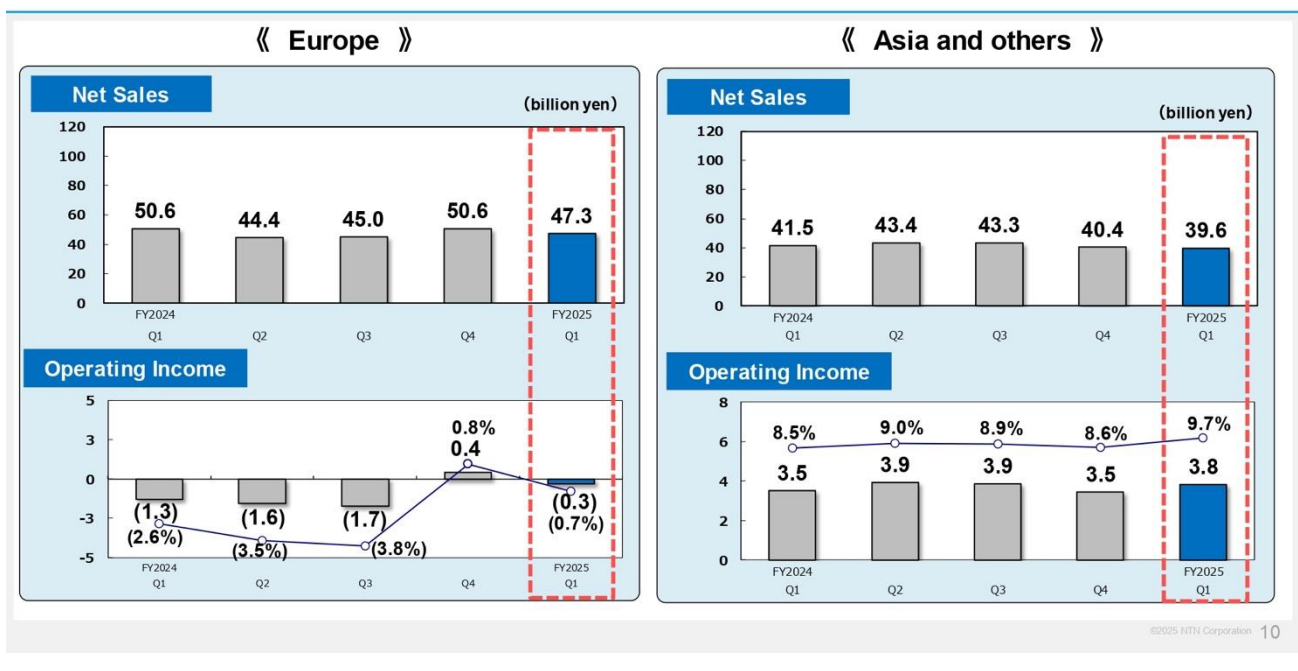 《 Europe 》
Net Sales
(billion yen)
120
100
80
60
40
20
0
50.6
44.4
45.0
50.6
47.3
FY2024
FY2025
Q1
Q2
Q3
Q4
Q1
Operating Income
5
3
0
-3
-5
0.8%
0.4
(1.3)
(2.6%)
(1.6)
(3.5%)
(1.7)
(3.8%)
(0.3)
(0.7%)
FY2024
FY2025
Q1
Q2
Q3
Q4
Q1
《 Asia and others 》
Net Sales
(billion yen)
120
100
80
60
40
20
0
41.5
43.4
43.3
40.4
39.6
FY2024
FY2025
Q1
Q2
Q3
Q4
Q1
Operating Income
8
6
4
2
0
8.5%
9.0%
8.9%
8.6%
9.7%
3.5
3.9
3.9
3.5
3.8
FY2024
FY2025
Q1
Q2
Q3
Q4
Q1
©2025 NTN Corporation 10